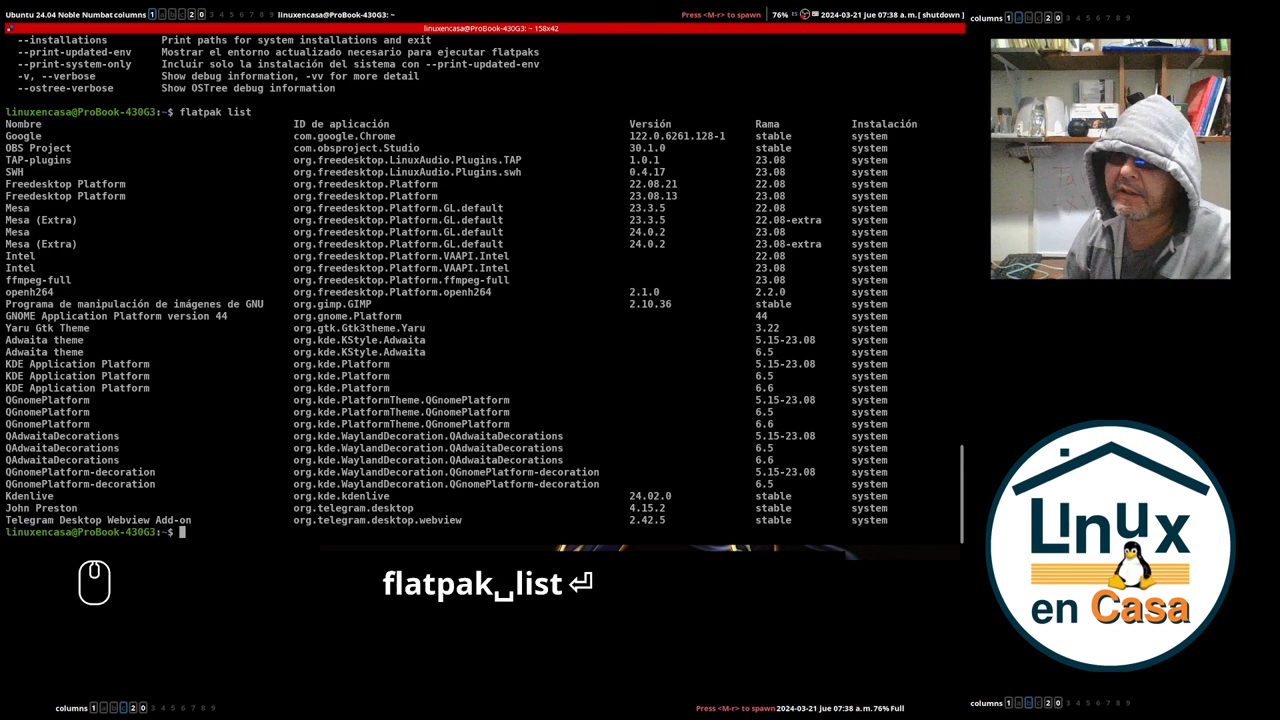 Ubuntu 24.04 Noble Numbat columns 1 a b c 2 0 3 4 5 6 7 8 9 linuxencasa@ProBook-430G3: ~
Press <M-r> to spawn 76% ES 2024-03-21 jue 07:38 a. m. [ shutdown ]
columns 1 a b c 2 0 3 4 5 6 7 8 9
linuxencasa@ProBook-430G3: ~ 158x42
--installations Print paths for system installations and exit
--print-updated-env Mostrar el entorno actualizado necesario para ejecutar flatpaks
--print-system-only Incluir solo la instalación del sistema con --print-updated-env
-v, --verbose Show debug information, -vv for more detail
--ostree-verbose Show OSTree debug information
linuxencasa@ProBook-430G3:~$ flatpak list
Nombre ID de aplicación Versión Rama Instalación
Google com.google.Chrome 122.0.6261.128-1 stable system
OBS Project com.obsproject.Studio 30.1.0 stable system
TAP-plugins org.freedesktop.LinuxAudio.Plugins.TAP 1.0.1 23.08 system
SWH org.freedesktop.LinuxAudio.Plugins.swh 0.4.17 23.08 system
Freedesktop Platform org.freedesktop.Platform 22.08.21 22.08 system
Freedesktop Platform org.freedesktop.Platform 23.08.13 23.08 system
Mesa org.freedesktop.Platform.GL.default 23.3.5 22.08 system
Mesa (Extra) org.freedesktop.Platform.GL.default 23.3.5 22.08-extra system
Mesa org.freedesktop.Platform.GL.default 24.0.2 23.08 system
Mesa (Extra) org.freedesktop.Platform.GL.default 24.0.2 23.08-extra system
Intel org.freedesktop.Platform.VAAPI.Intel 22.08 system
Intel org.freedesktop.Platform.VAAPI.Intel 23.08 system
ffmpeg-full org.freedesktop.Platform.ffmpeg-full 23.08 system
openh264 org.freedesktop.Platform.openh264 2.1.0 2.2.0 system
Programa de manipulación de imágenes de GNU org.gimp.GIMP 2.10.36 stable system
GNOME Application Platform version 44 org.gnome.Platform 44 system
Yaru Gtk Theme org.gtk.Gtk3theme.Yaru 3.22 system
Adwaita theme org.kde.KStyle.Adwaita 5.15-23.08 system
Adwaita theme org.kde.KStyle.Adwaita 6.5 system
KDE Application Platform org.kde.Platform 5.15-23.08 system
KDE Application Platform org.kde.Platform 6.5 system
KDE Application Platform org.kde.Platform 6.6 system
QGnomePlatform org.kde.PlatformTheme.QGnomePlatform 5.15-23.08 system
QGnomePlatform org.kde.PlatformTheme.QGnomePlatform 6.5 system
QGnomePlatform org.kde.PlatformTheme.QGnomePlatform 6.6 system
QAdwaitaDecorations org.kde.WaylandDecoration.QAdwaitaDecorations 5.15-23.08 system
QAdwaitaDecorations org.kde.WaylandDecoration.QAdwaitaDecorations 6.5 system
QAdwaitaDecorations org.kde.WaylandDecoration.QAdwaitaDecorations 6.6 system
QGnomePlatform-decoration org.kde.WaylandDecoration.QGnomePlatform-decoration 5.15-23.08 system
QGnomePlatform-decoration org.kde.WaylandDecoration.QGnomePlatform-decoration 6.5 system
Kdenlive org.kde.kdenlive 24.02.0 stable system
John Preston org.telegram.desktop 4.15.2 stable system
Telegram Desktop Webview Add-on org.telegram.desktop.webview 2.42.5 stable system
linuxencasa@ProBook-430G3:~$
flatpak␣list⏎
Linux
en Casa
columns 1 a b c 2 0 3 4 5 6 7 8 9
Press <M-r> to spawn 2024-03-21 jue 07:38 a. m. 76% Full
columns 1 a b c 2 0 3 4 5 6 7 8 9